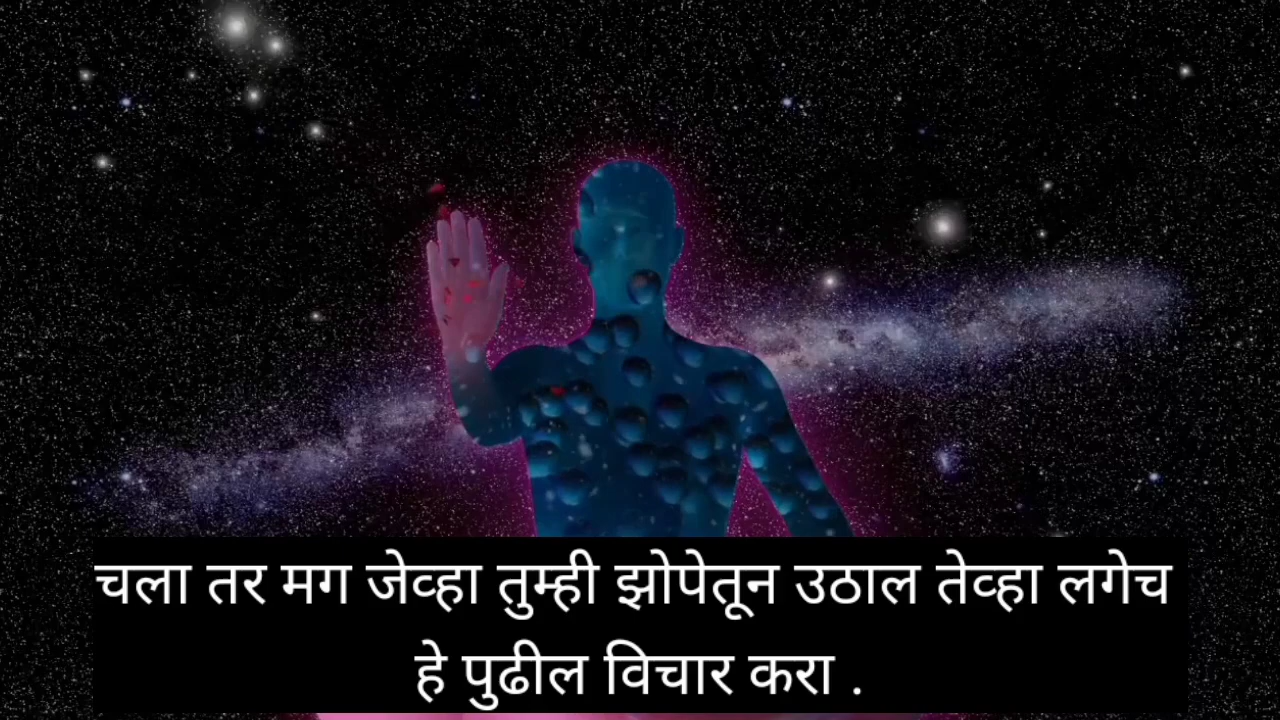 चला तर मग जेव्हा तुम्ही झोपेतून उठाल तेव्हा लगेच
हे पुढील विचार करा .